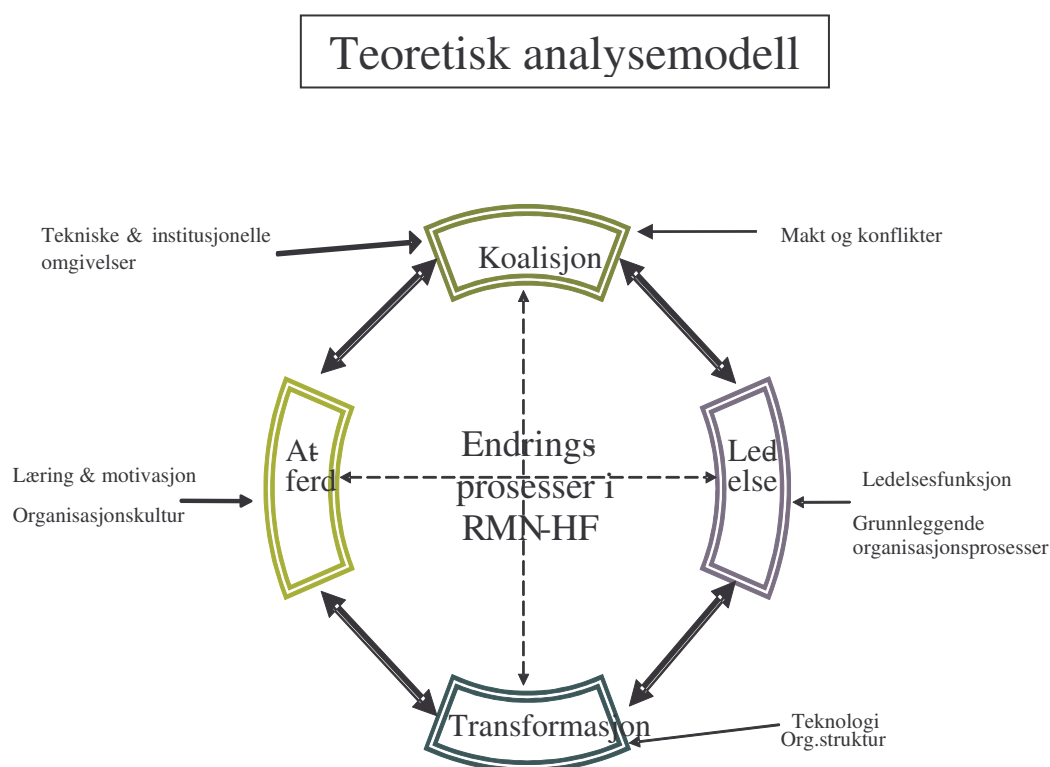 Teoretisk analysemodell
Tekniske & institusjonelle
omgivelser
Koalisjon
Makt og konflikter
At-
ferd
Endrings-
prosesser i
RMN-HF
Led
else
Læring & motivasjon
Organisasjonskultur
Ledelsesfunksjon
Grunnleggende
organisasjonsprosesser
Transformasjon
Teknologi
Org.struktur